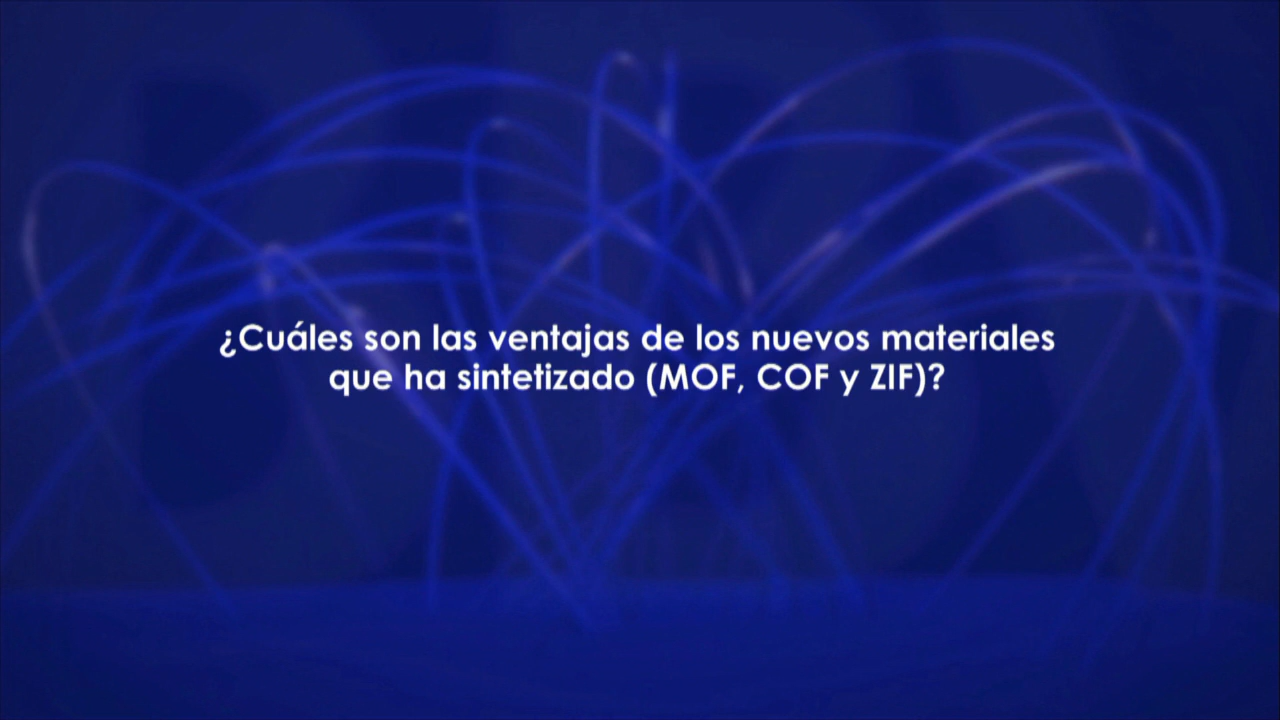 ¿Cuáles son las ventajas de los nuevos materiales
que ha sintetizado (MOF, COF y ZIF)?